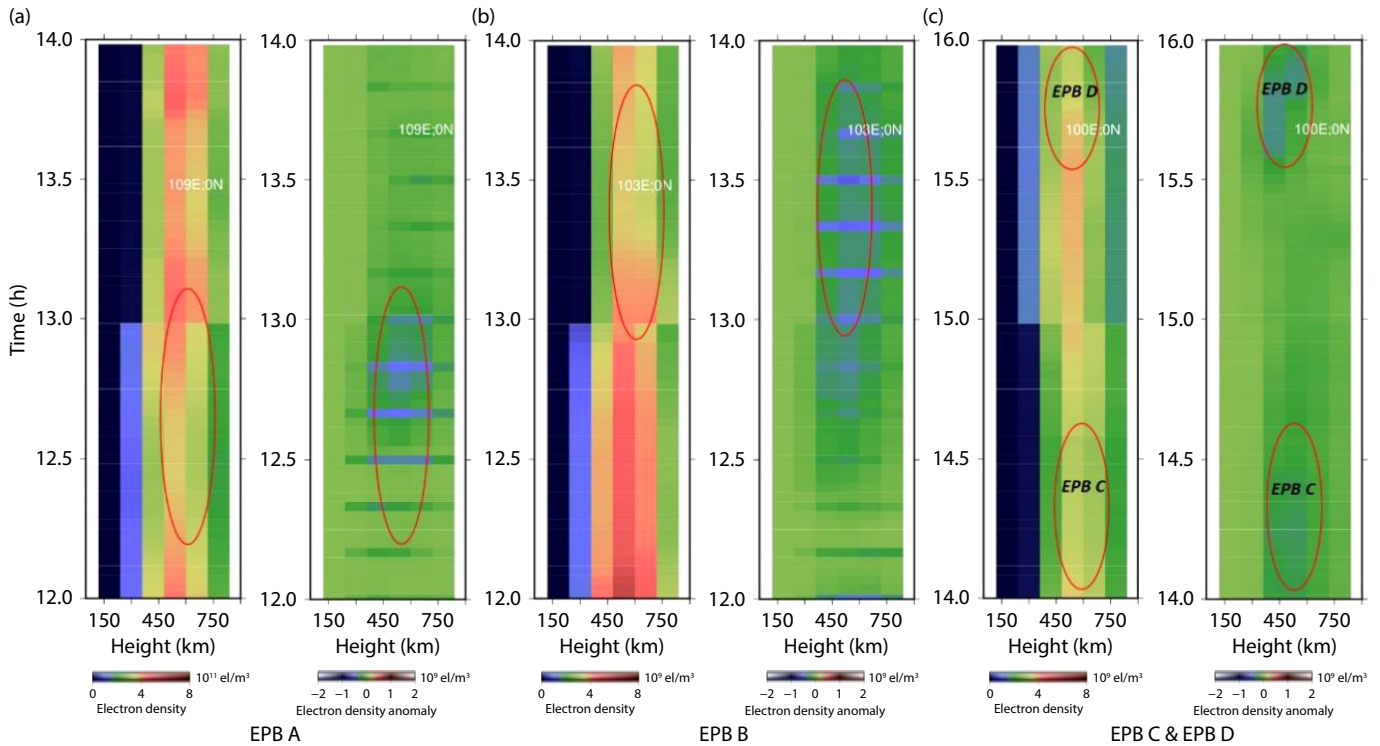 (a)
(b)
(c)
14.0
13.5
13.0
12.5
12.0
Time (h)
109E;0N
150 450 750
Height (km)
14.0
13.5
13.0
12.5
12.0
109E;0N
150 450 750
Height (km)
14.0
13.5
13.0
12.5
12.0
103E;0N
150 450 750
Height (km)
14.0
13.5
13.0
12.5
12.0
103E;0N
150 450 750
Height (km)
16.0
15.5
15.0
14.5
14.0
EPB D
100E;0N
EPB C
150 450 750
Height (km)
16.0
15.5
15.0
14.5
14.0
EPB D
100E;0N
EPB C
150 450 750
Height (km)
10¹¹ el/m³
0 4 8
Electron density
10⁹ el/m³
−2 −1 0 1 2
Electron density anomaly
EPB A
10⁹ el/m³
0 4 8
Electron density
10⁹ el/m³
−2 −1 0 1 2
Electron density anomaly
EPB B
10⁹ el/m³
0 4 8
Electron density
10⁹ el/m³
−2 −1 0 1 2
Electron density anomaly
EPB C & EPB D